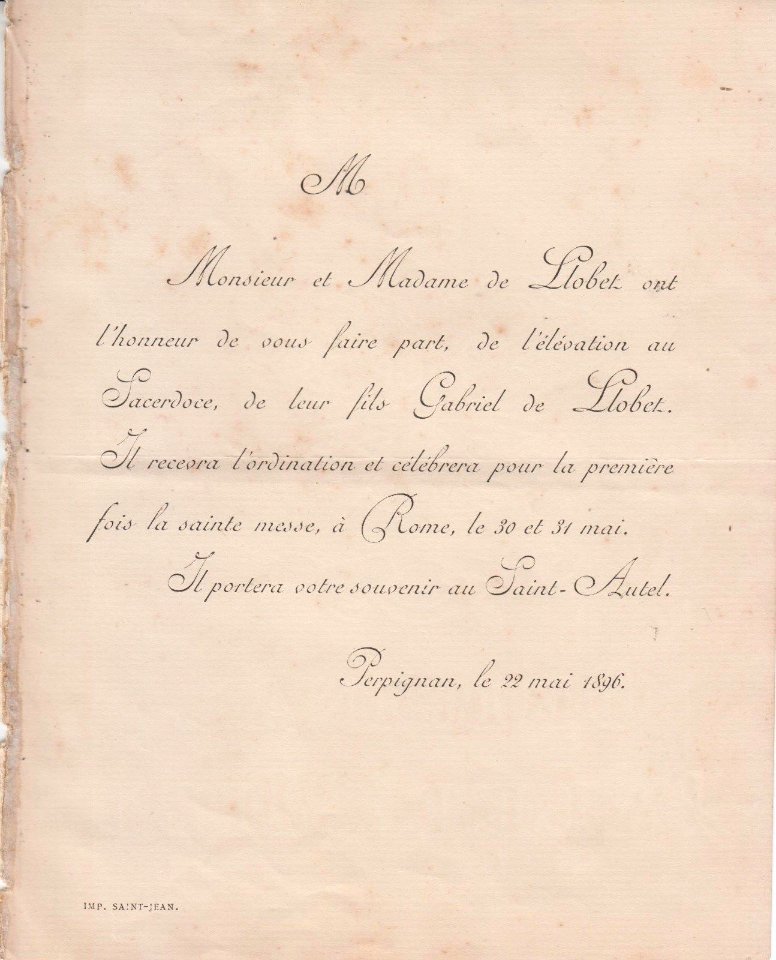 M
Monsieur et Madame de Llobet ont
l'honneur de vous faire part, de l'élévation au
Sacerdoce, de leur fils Gabriel de Llobet.
Il recevra l'ordination et célébrera pour la première
fois la sainte messe, à Rome, le 30 et 31 mai.
Il portera votre souvenir au Saint-Autel.
Perpignan, le 22 mai 1896.
IMP. SAINT-JEAN.